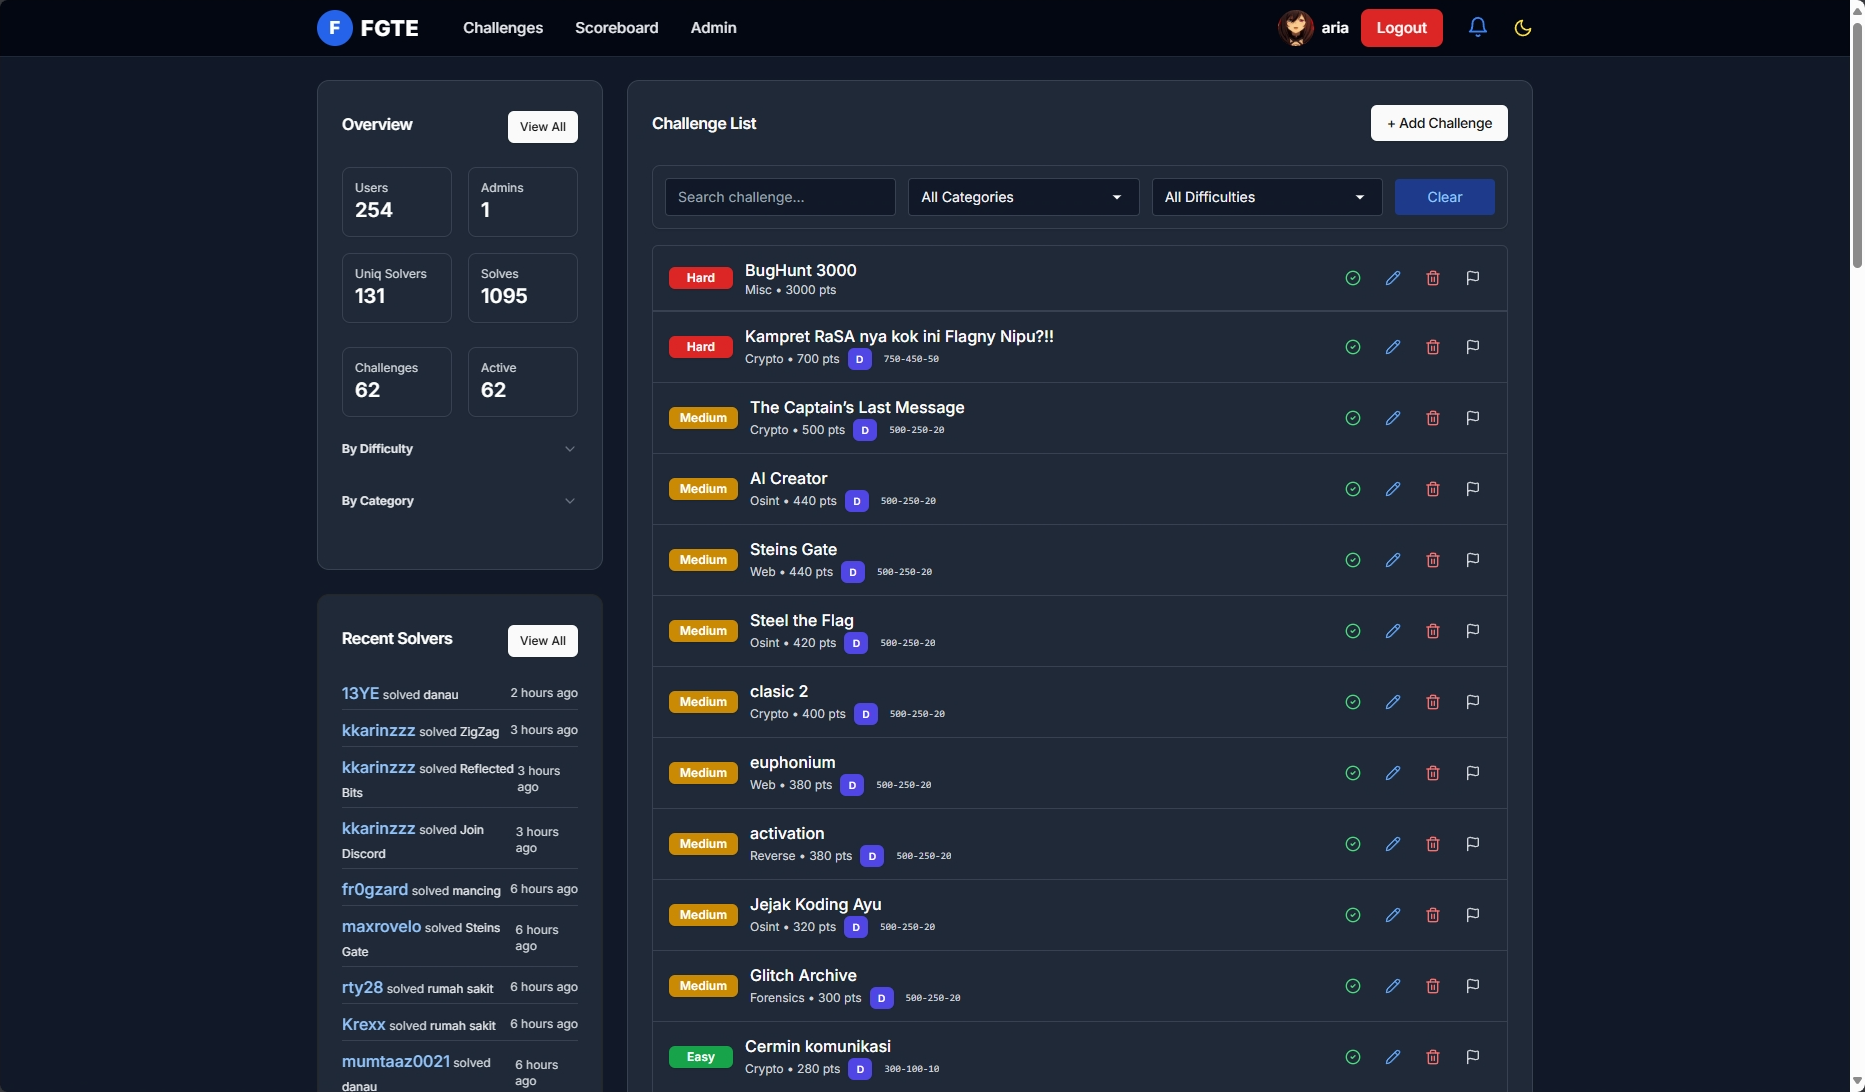 F FGTE Challenges Scoreboard Admin aria Logout
Overview View All
Users Admins
254 1
Uniq Solvers Solves
131 1095
Challenges Active
62 62
By Difficulty
By Category
Recent Solvers View All
13YE solved danau 2 hours ago
kkarinzzz solved ZigZag 3 hours ago
kkarinzzz solved Reflected 3 hours
Bits ago
kkarinzzz solved Join 3 hours
Discord ago
fr0gzard solved mancing 6 hours ago
maxrovelo solved Steins 6 hours
Gate ago
rty28 solved rumah sakit 6 hours ago
Krexx solved rumah sakit 6 hours ago
mumtaaz0021 solved 6 hours
danau ago
Challenge List + Add Challenge
Search challenge... All Categories All Difficulties Clear
Hard BugHunt 3000
Misc • 3000 pts
Hard Kampret RaSA nya kok ini Flagny Nipu?!!
Crypto • 700 pts D 750-450-50
Medium The Captain’s Last Message
Crypto • 500 pts D 500-250-20
Medium AI Creator
Osint • 440 pts D 500-250-20
Medium Steins Gate
Web • 440 pts D 500-250-20
Medium Steel the Flag
Osint • 420 pts D 500-250-20
Medium clasic 2
Crypto • 400 pts D 500-250-20
Medium euphonium
Web • 380 pts D 500-250-20
Medium activation
Reverse • 380 pts D 500-250-20
Medium Jejak Koding Ayu
Osint • 320 pts D 500-250-20
Medium Glitch Archive
Forensics • 300 pts D 500-250-20
Easy Cermin komunikasi
Crypto • 280 pts D 300-100-10